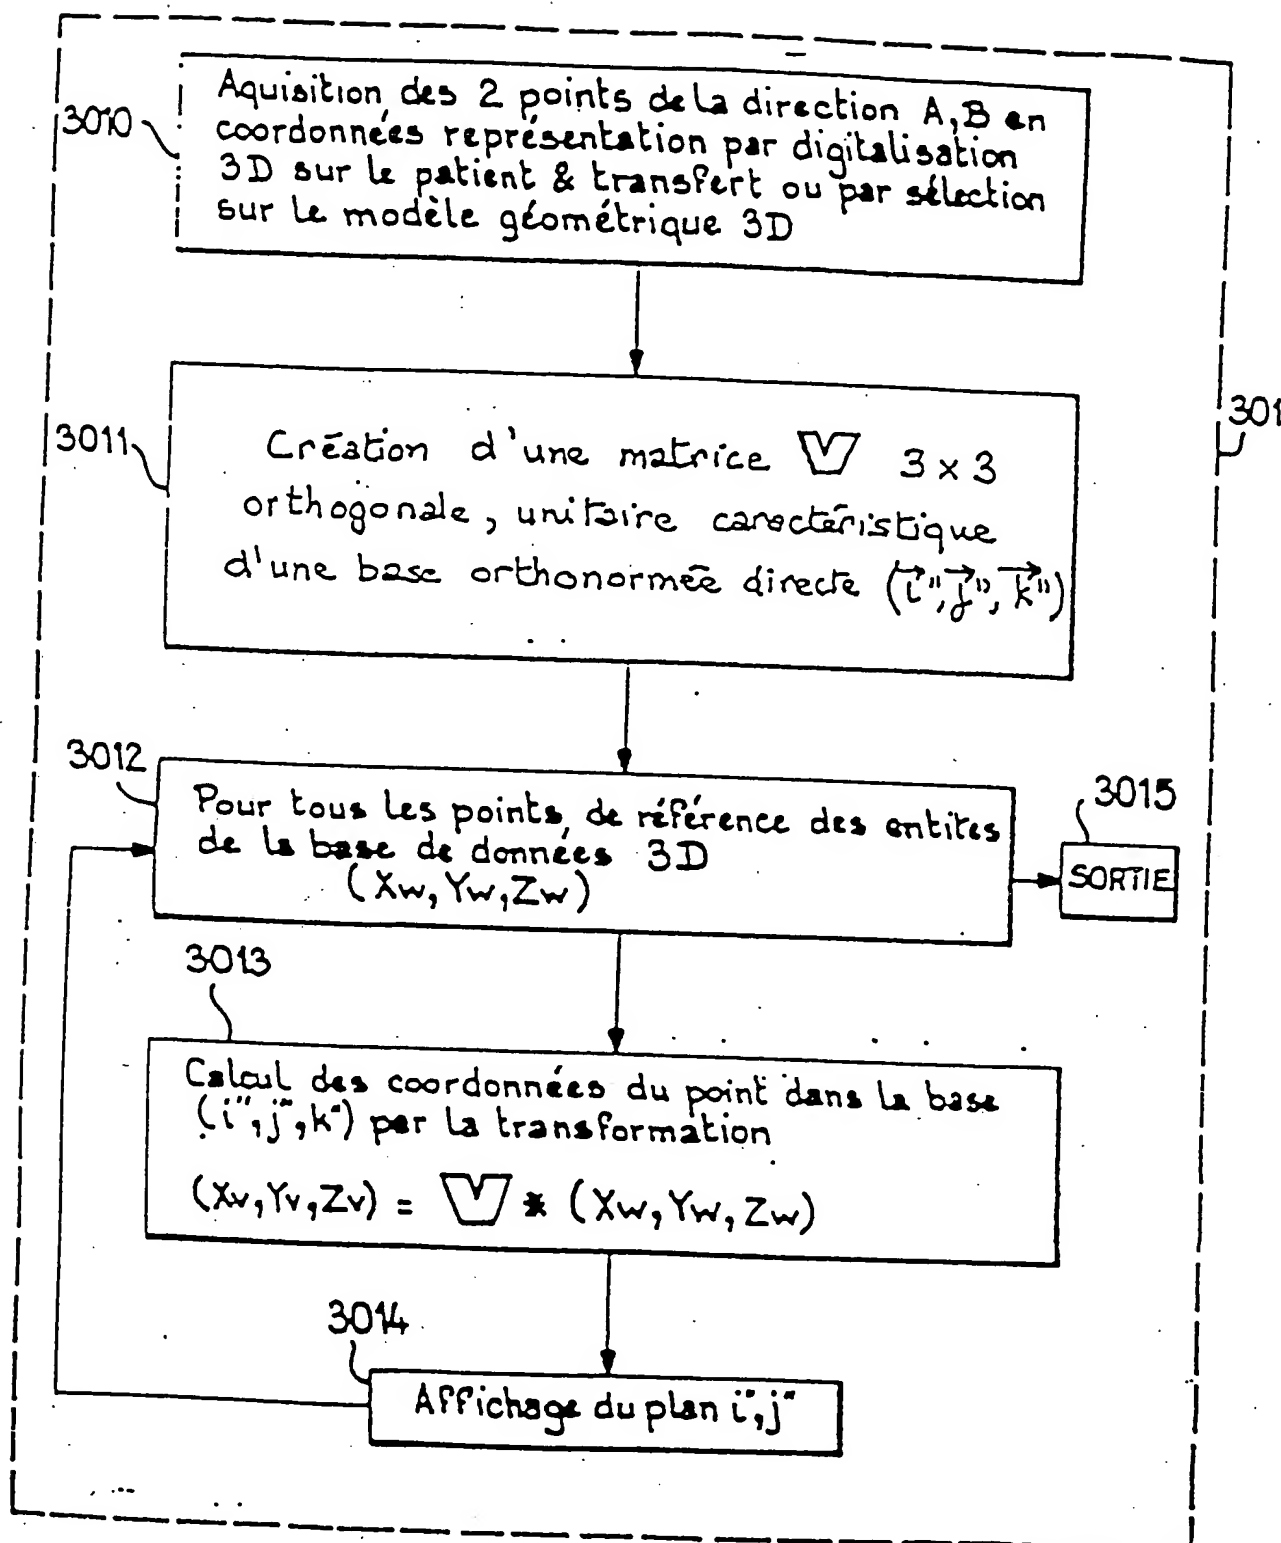 3010
Aquisition des 2 points de la direction A,B en
coordonnées représentation par digitalisation
3D sur le patient & transfert ou par sélection
sur le modèle géométrique 3D
301
3011
Création d'une matrice V 3 x 3
orthogonale, unitaire caractéristique
d'une base orthonormée directe (i", j", k")
3012
Pour tous les points, de référence des entites
de la base de données 3D
(Xw, Yw, Zw)
3015
SORTIE
3013
Calcul des coordonnées du point dans la base
(i", j", k") par la transformation
(Xv, Yv, Zv) = V * (Xw, Yw, Zw)
3014
Affichage du plan i", j"